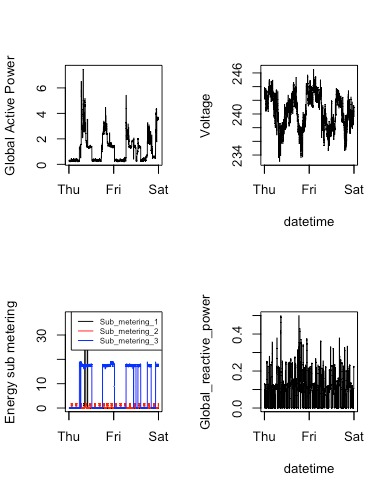 Global Active Power
0 2 4 6
Thu Fri Sat
Voltage
234 240 246
Thu Fri Sat
datetime
Energy sub metering
0 10 30
Sub_metering_1
Sub_metering_2
Sub_metering_3
Thu Fri Sat
Global_reactive_power
0.0 0.2 0.4
Thu Fri Sat
datetime